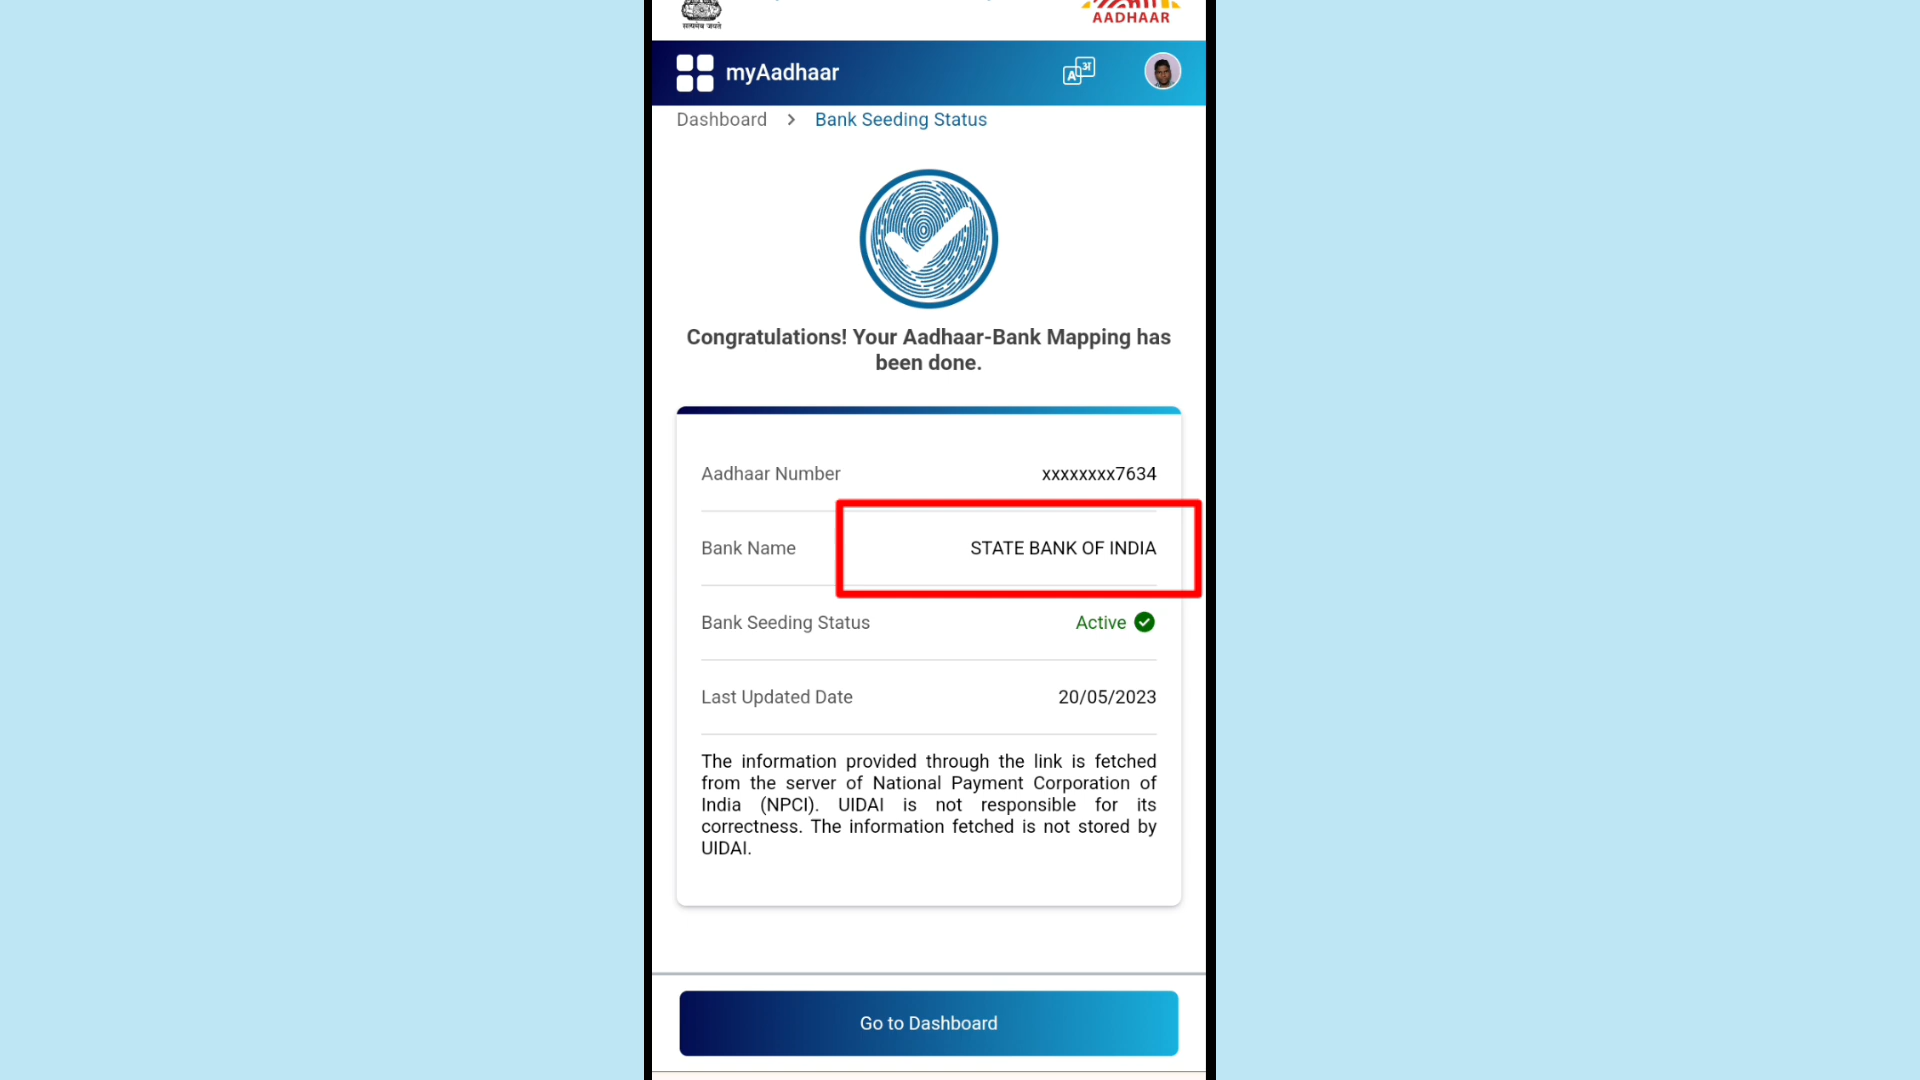 सत्यमेव जयते
AADHAAR
myAadhaar
A अ
Dashboard > Bank Seeding Status
Congratulations! Your Aadhaar-Bank Mapping has
been done.
Aadhaar Number xxxxxxxx7634
Bank Name STATE BANK OF INDIA
Bank Seeding Status Active
Last Updated Date 20/05/2023
The information provided through the link is fetched
from the server of National Payment Corporation of
India (NPCI). UIDAI is not responsible for its
correctness. The information fetched is not stored by
UIDAI.
Go to Dashboard